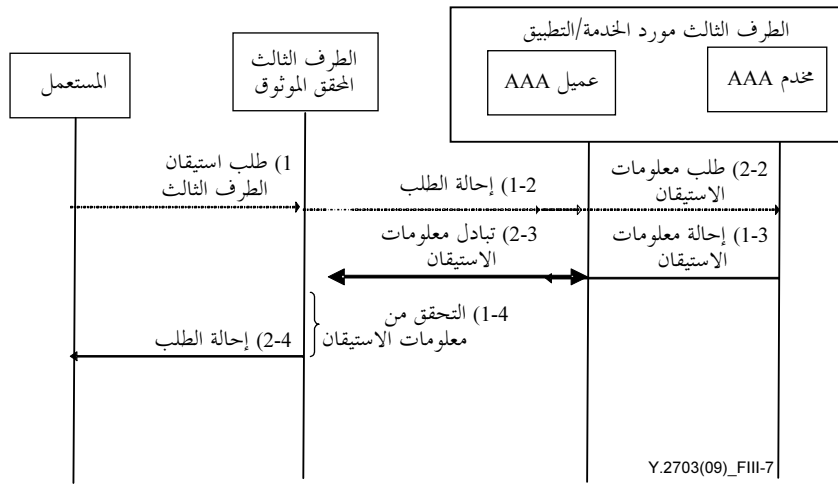 الطرف الثالث مورد الخدمة/التطبيق
مخدم AAA
عميل AAA
الطرف الثالث
المحقق الموثوق
المستعمل
1) طلب استيقان
الطرف الثالث
1-2) إحالة الطلب
2-2) طلب معلومات
الاستيقان
1-3) إحالة معلومات
الاستيقان
2-3) تبادل معلومات
الاستيقان
1-4) التحقق من
معلومات الاستيقان
2-4) إحالة الطلب
Y.2703(09)_FIII-7